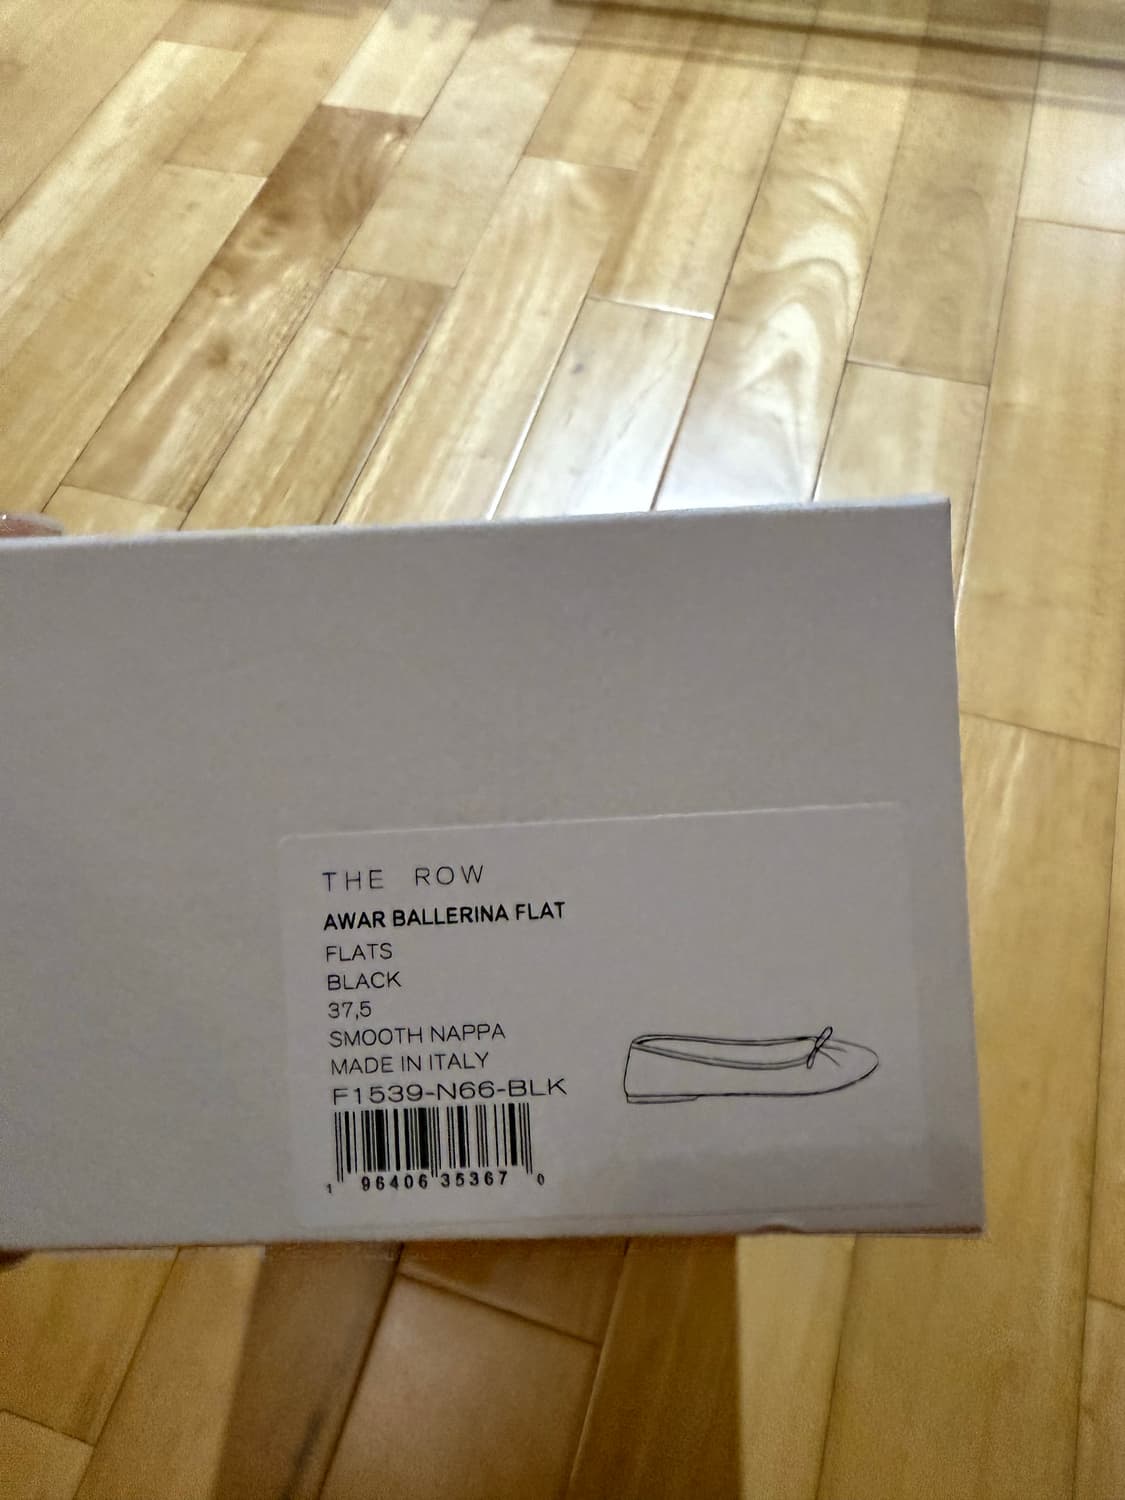 THE ROW
AWAR BALLERINA FLAT
FLATS
BLACK
37,5
SMOOTH NAPPA
MADE IN ITALY
F1539-N66-BLK
1 96406 35367 0